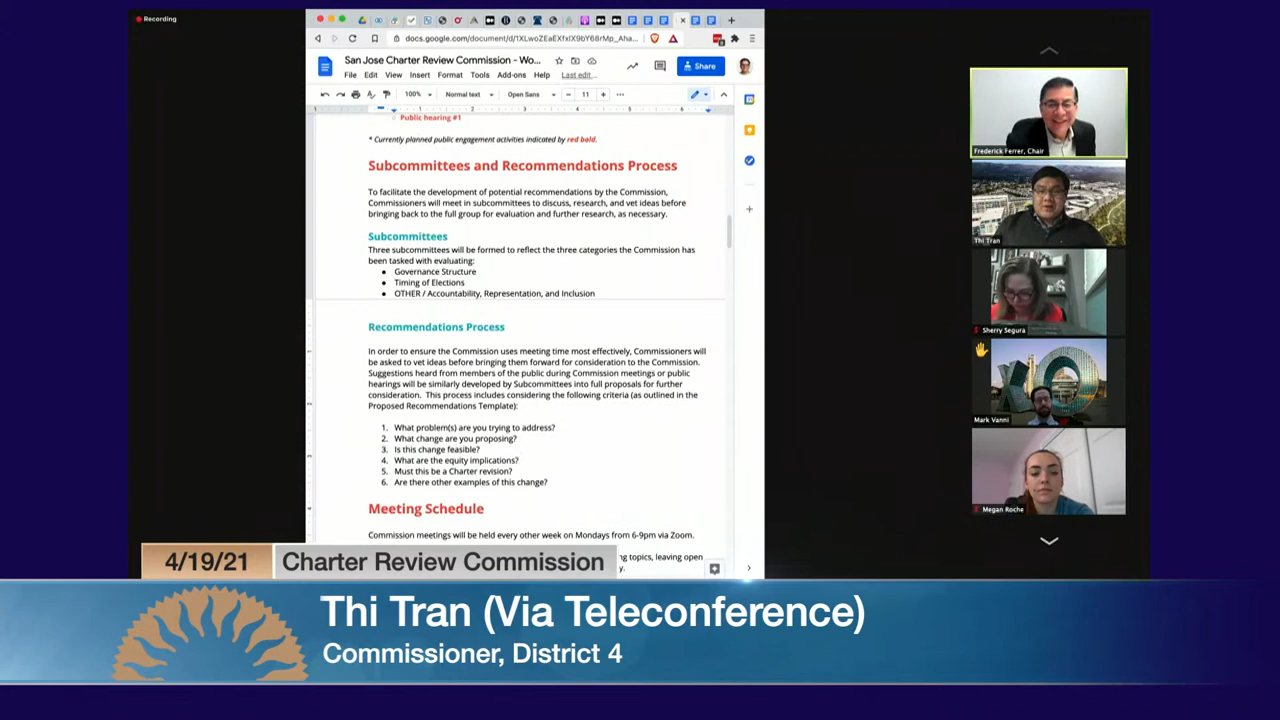 Recording
docs.google.com/document/d/1XLwoZEaEXfxIX9bY68rMp_Aha...
San Jose Charter Review Commission - Wo...
Share
File Edit View Insert Format Tools Add-ons Help Last edit...
100% Normal text Open Sans 11
Public hearing #1
* Currently planned public engagement activities indicated by red bold.
Subcommittees and Recommendations Process
To facilitate the development of potential recommendations by the Commission,
Commissioners will meet in subcommittees to discuss, research, and vet ideas before
bringing back to the full group for evaluation and further research, as necessary.
Subcommittees
Three subcommittees will be formed to reflect the three categories the Commission has
been tasked with evaluating:
● Governance Structure
● Timing of Elections
● OTHER / Accountability, Representation, and Inclusion
Recommendations Process
In order to ensure the Commission uses meeting time most effectively, Commissioners will
be asked to vet ideas before bringing them forward for consideration to the Commission.
Suggestions heard from members of the public during Commission meetings or public
hearings will be similarly developed by Subcommittees into full proposals for further
consideration. This process includes considering the following criteria (as outlined in the
Proposed Recommendations Template):
1. What problem(s) are you trying to address?
2. What change are you proposing?
3. Is this change feasible?
4. What are the equity implications?
5. Must this be a Charter revision?
6. Are there other examples of this change?
Meeting Schedule
Commission meetings will be held every other week on Mondays from 6-9pm via Zoom.
ng topics, leaving open
y.
Frederick Ferrer, Chair
Thi Tran
Sherry Segura
Mark Vanni
Megan Roche
4/19/21 Charter Review Commission
Thi Tran (Via Teleconference)
Commissioner, District 4